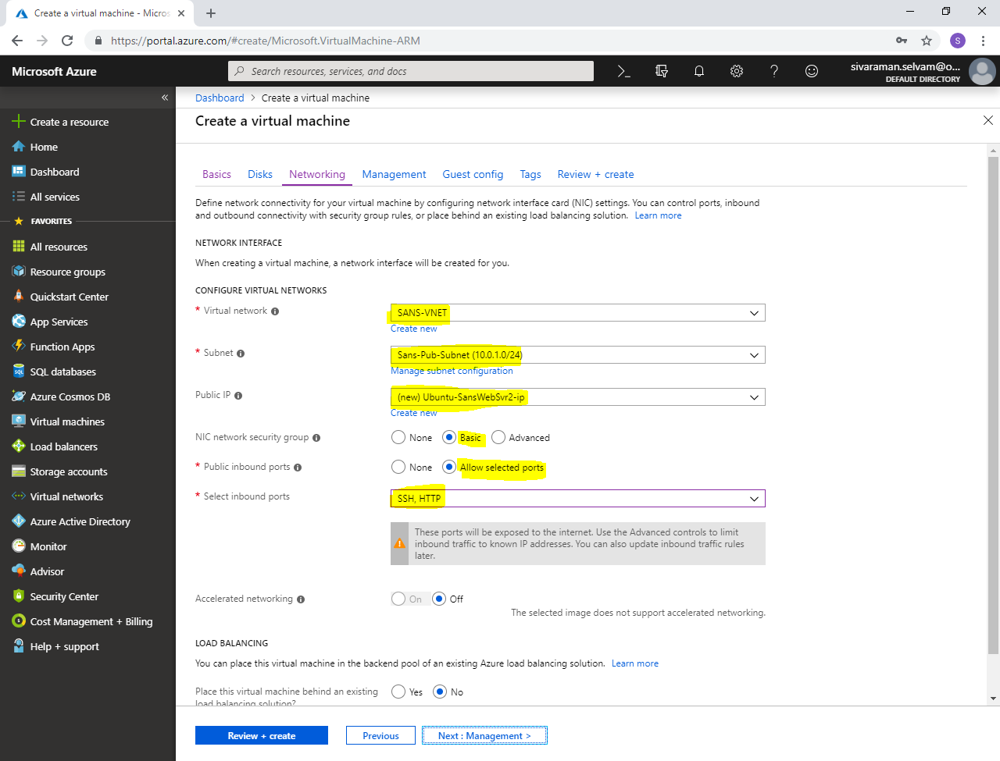 Create a virtual machine - Micros
https://portal.azure.com/#create/Microsoft.VirtualMachine-ARM
S
Microsoft Azure
Search resources, services, and docs
sivaraman.selvam@o...
DEFAULT DIRECTORY
Create a resource
Home
Dashboard
All services
FAVORITES
All resources
Resource groups
Quickstart Center
App Services
Function Apps
SQL databases
Azure Cosmos DB
Virtual machines
Load balancers
Storage accounts
Virtual networks
Azure Active Directory
Monitor
Advisor
Security Center
Cost Management + Billing
Help + support
Dashboard > Create a virtual machine
Create a virtual machine
Basics Disks Networking Management Guest config Tags Review + create
Define network connectivity for your virtual machine by configuring network interface card (NIC) settings. You can control ports, inbound
and outbound connectivity with security group rules, or place behind an existing load balancing solution. Learn more
NETWORK INTERFACE
When creating a virtual machine, a network interface will be created for you.
CONFIGURE VIRTUAL NETWORKS
* Virtual network
SANS-VNET
Create new
* Subnet
Sans-Pub-Subnet (10.0.1.0/24)
Manage subnet configuration
Public IP
(new) Ubuntu-SansWebSvr2-ip
Create new
NIC network security group
None Basic Advanced
* Public inbound ports
None Allow selected ports
* Select inbound ports
SSH, HTTP
These ports will be exposed to the internet. Use the Advanced controls to limit
inbound traffic to known IP addresses. You can also update inbound traffic rules
later.
Accelerated networking
On Off
The selected image does not support accelerated networking.
LOAD BALANCING
You can place this virtual machine in the backend pool of an existing Azure load balancing solution. Learn more
Place this virtual machine behind an existing
load balancing solution?
Yes No
Review + create
Previous
Next : Management >